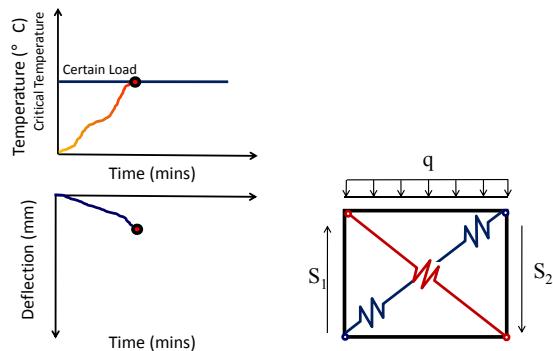 Temperature (° C)
Critical Temperature
Certain Load
Time (mins)
Deflection (mm)
Time (mins)
q
S1
S2